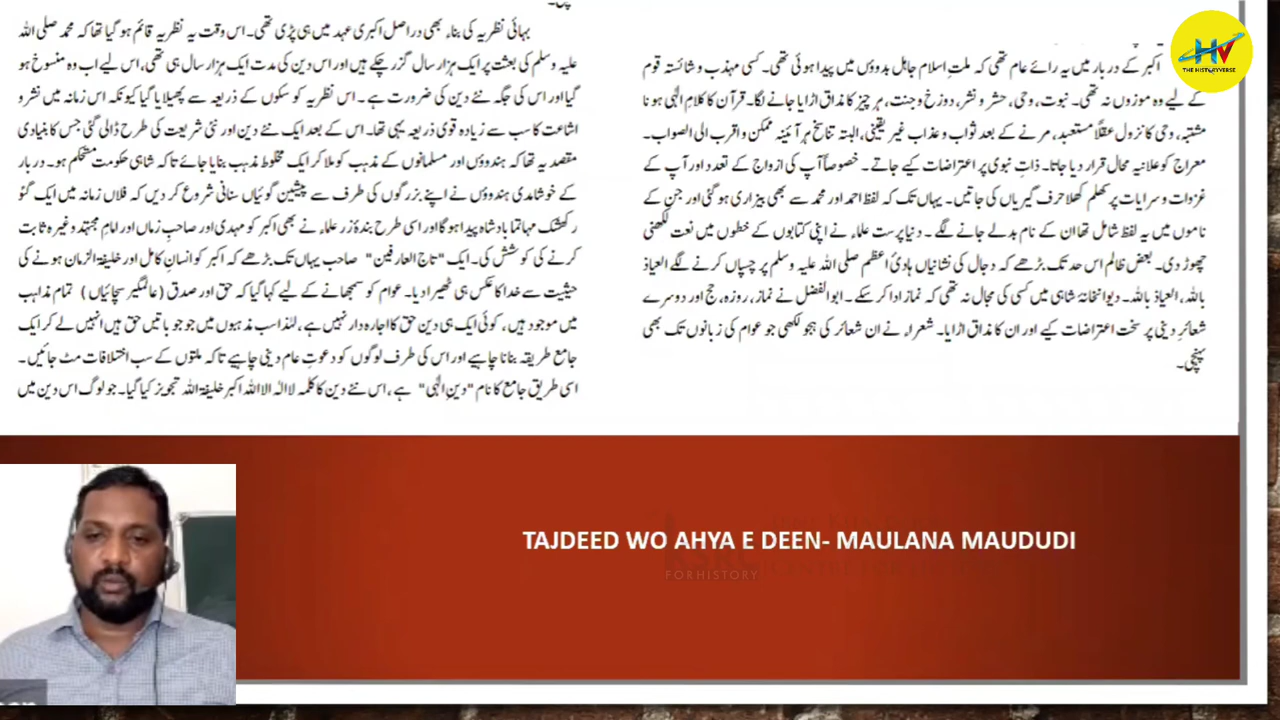 اکبر کے دربار میں یہ رائے عام تھی کہ ملتِ اسلام جاہل بدوؤں میں پیدا ہوئی تھی۔ کسی مہذب و شائستہ قوم
کے لیے وہ موزوں نہ تھی۔ نبوت، وحی، حشر و نشر، دوزخ و جنت، ہر چیز کا مذاق اڑایا جانے لگا۔ قرآن کا کلامِ الٰہی ہونا
مشتبہ، وحی کا نزول عقلاً مستعبد، مرنے کے بعد ثواب و عذاب غیر یقینی، البتہ تناسخ ہر آئینہ ممکن و اقرب الی الصواب۔
معراج کو علانیہ محال قرار دیا جاتا۔ ذاتِ نبوی پر اعتراضات کیے جاتے۔ خصوصاً آپ کی ازواج کے تعدد اور آپ کے
غزوات و سرایات پر کھلم کھلا حرف گیریاں کی جاتیں۔ یہاں تک کہ لفظ احمد اور محمد سے بھی بیزاری ہو گئی اور جن کے
ناموں میں یہ لفظ شامل تھا ان کے نام بدلے جانے لگے۔ دنیا پرست علماء نے اپنی کتابوں کے خطبوں میں نعت لکھنی
چھوڑ دی۔ بعض ظالم اس حد تک بڑھے کہ دجال کی نشانیاں ہادیٔ اعظم صلی اللہ علیہ وسلم پر چسپاں کرنے لگے العیاذ
باللہ، العیاذ باللہ۔ دیوانخانۂ شاہی میں کسی کی مجال نہ تھی کہ نماز ادا کر سکے۔ ابوالفضل نے نماز، روزہ، حج اور دوسرے
شعائرِ دینی پر سخت اعتراضات کیے اور ان کا مذاق اڑایا۔ شعراء نے ان شعائر کی ہجو لکھی جو عوام کی زبانوں تک بھی
پہنچی۔
بہائی نظریہ کی بناء بھی دراصل اکبری عہد میں ہی پڑی تھی۔ اس وقت یہ نظریہ قائم ہو گیا تھا کہ محمد صلی اللہ
علیہ وسلم کی بعثت پر ایک ہزار سال گزر چکے ہیں اور اس دین کی مدت ایک ہزار سال ہی تھی، اس لیے اب وہ منسوخ ہو
گیا اور اس کی جگہ نئے دین کی ضرورت ہے۔ اس نظریہ کو سکوں کے ذریعہ سے پھیلایا گیا کیونکہ اس زمانہ میں نشر و
اشاعت کا سب سے زیادہ قوی ذریعہ یہی تھا۔ اس کے بعد ایک نئے دین اور نئی شریعت کی طرح ڈالی گئی جس کا بنیادی
مقصد یہ تھا کہ ہندوؤں اور مسلمانوں کے مذہب کو ملا کر ایک مخلوط مذہب بنایا جائے تاکہ شاہی حکومت مستحکم ہو۔ دربار
کے خوشامدی ہندوؤں نے اپنے بزرگوں کی طرف سے پیشین گوئیاں سنانی شروع کر دیں کہ فلاں زمانہ میں ایک گئو
رکھشک مہاتما بادشاہ پیدا ہو گا اور اسی طرح بندۂ زر علماء نے بھی اکبر کو مہدی اور صاحبِ زماں اور امامِ مجتہد وغیرہ ثابت
کرنے کی کوشش کی۔ ایک "تاج العارفین" صاحب یہاں تک بڑھے کہ اکبر کو انسانِ کامل اور خلیفۃ الزمان ہونے کی
حیثیت سے خدا کا عکس ہی ٹھیرا دیا۔ عوام کو سمجھانے کے لیے کہا گیا کہ حق اور صدق (عالمگیر سچائیاں) تمام مذاہب
میں موجود ہیں، کوئی ایک ہی دین حق کا اجارہ دار نہیں ہے، لہٰذا سب مذہبوں میں جو جو باتیں حق ہیں انہیں لے کر ایک
جامع طریقہ بنانا چاہیے اور اس کی طرف لوگوں کو دعوتِ عام دینی چاہیے تاکہ ملتوں کے سب اختلافات مٹ جائیں۔
اسی طریقِ جامع کا نام "دینِ الٰہی" ہے، اس نئے دین کا کلمہ لا الٰہ الا اللہ اکبر خلیفۃ اللہ تجویز کیا گیا۔ جو لوگ اس دین میں
TAJDEED WO AHYA E DEEN- MAULANA MAUDUDI
FORHISTORY
HV
THE HISTORYVERSE